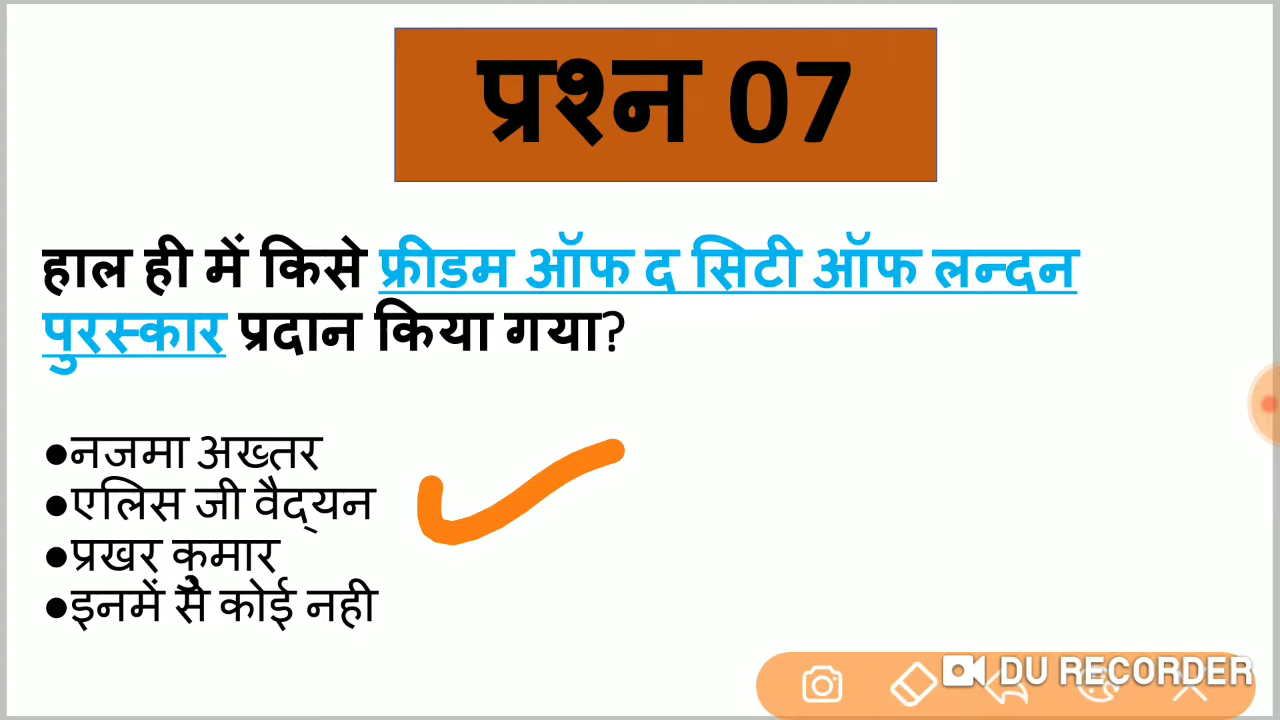 प्रश्न 07
हाल ही में किसे फ्रीडम ऑफ द सिटी ऑफ लन्दन
पुरस्कार प्रदान किया गया?
●नजमा अख्तर
●एलिस जी वैद्यन
●प्रखर कुमार
●इनमें से कोई नही
DU RECORDER